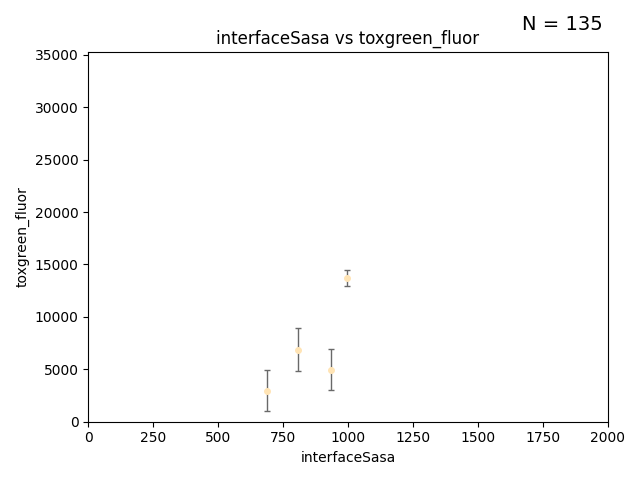 N = 135
interfaceSasa vs toxgreen_fluor
35000
30000
25000
20000
15000
10000
5000
0
toxgreen_fluor
0 250 500 750 1000 1250 1500 1750 2000
interfaceSasa